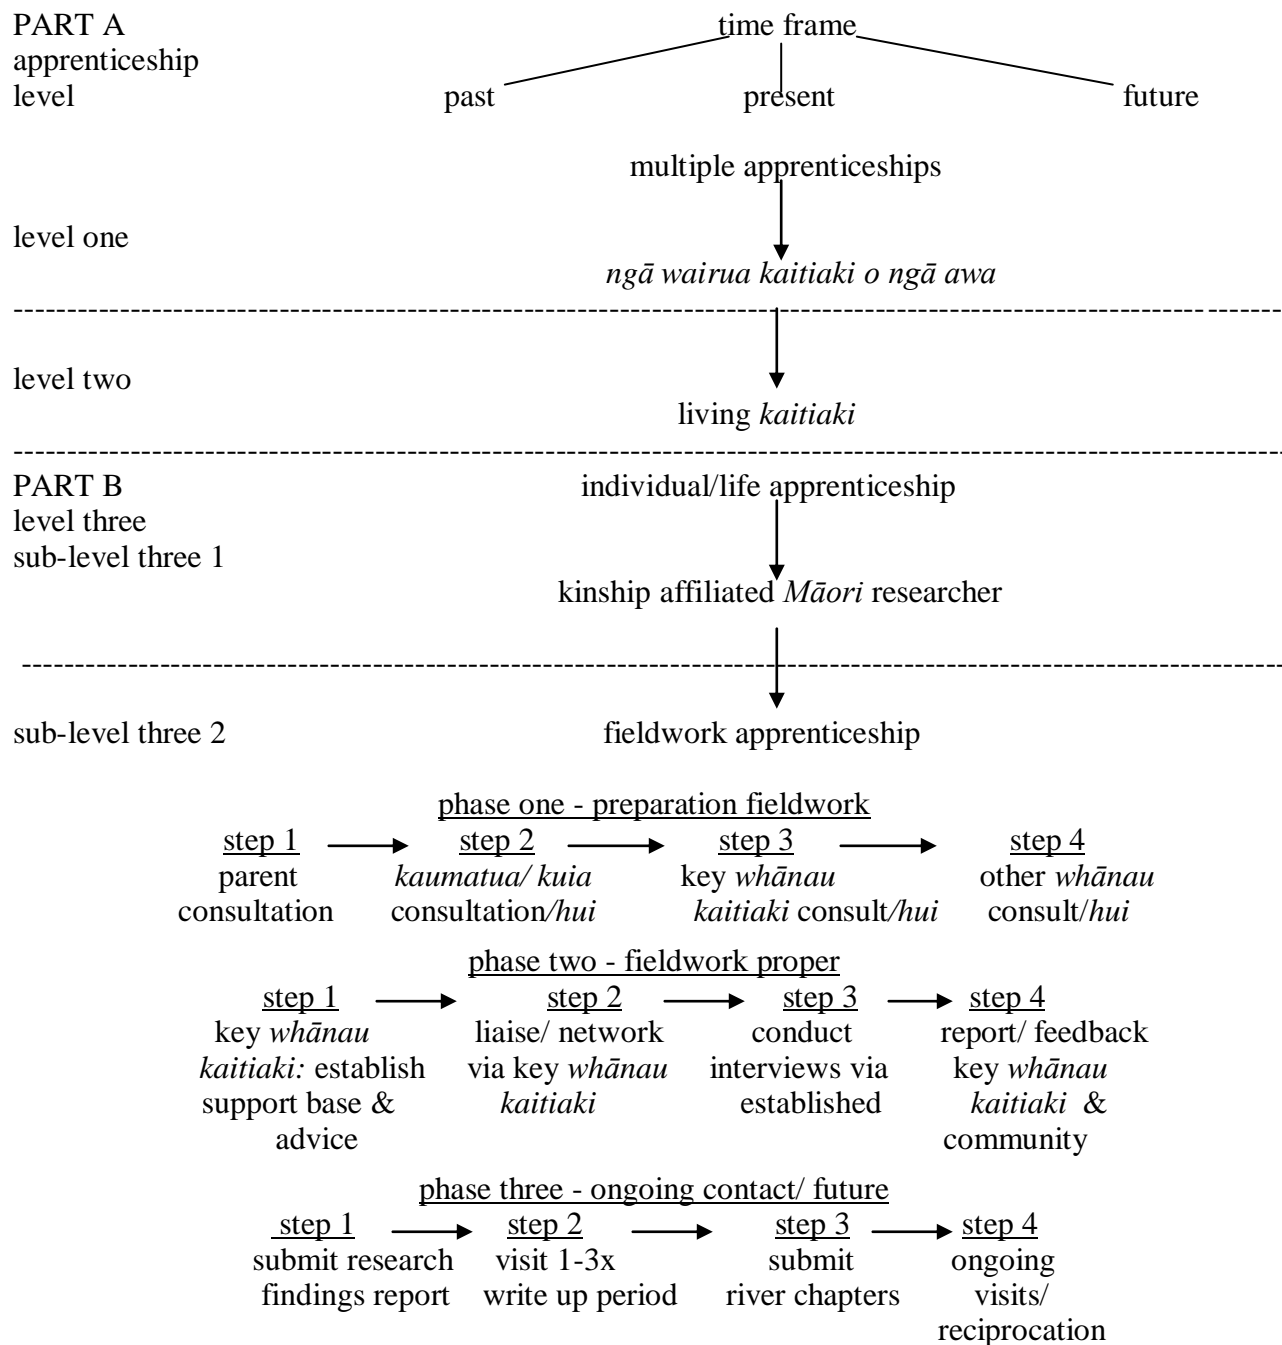 PART A time frame
apprenticeship
level past present future
multiple apprenticeships
level one
ngā wairua kaitiaki o ngā awa
level two
living kaitiaki
PART B individual/life apprenticeship
level three
sub-level three 1
kinship affiliated Māori researcher
sub-level three 2 fieldwork apprenticeship
phase one - preparation fieldwork
step 1 step 2 step 3 step 4
parent kaumatua/ kuia key whānau other whānau
consultation consultation/hui kaitiaki consult/hui consult/hui
phase two - fieldwork proper
step 1 step 2 step 3 step 4
key whānau liaise/ network conduct report/ feedback
kaitiaki: establish via key whānau interviews via key whānau
support base & kaitiaki established kaitiaki &
advice community
phase three - ongoing contact/ future
step 1 step 2 step 3 step 4
submit research visit 1-3x submit ongoing
findings report write up period river chapters visits/
reciprocation